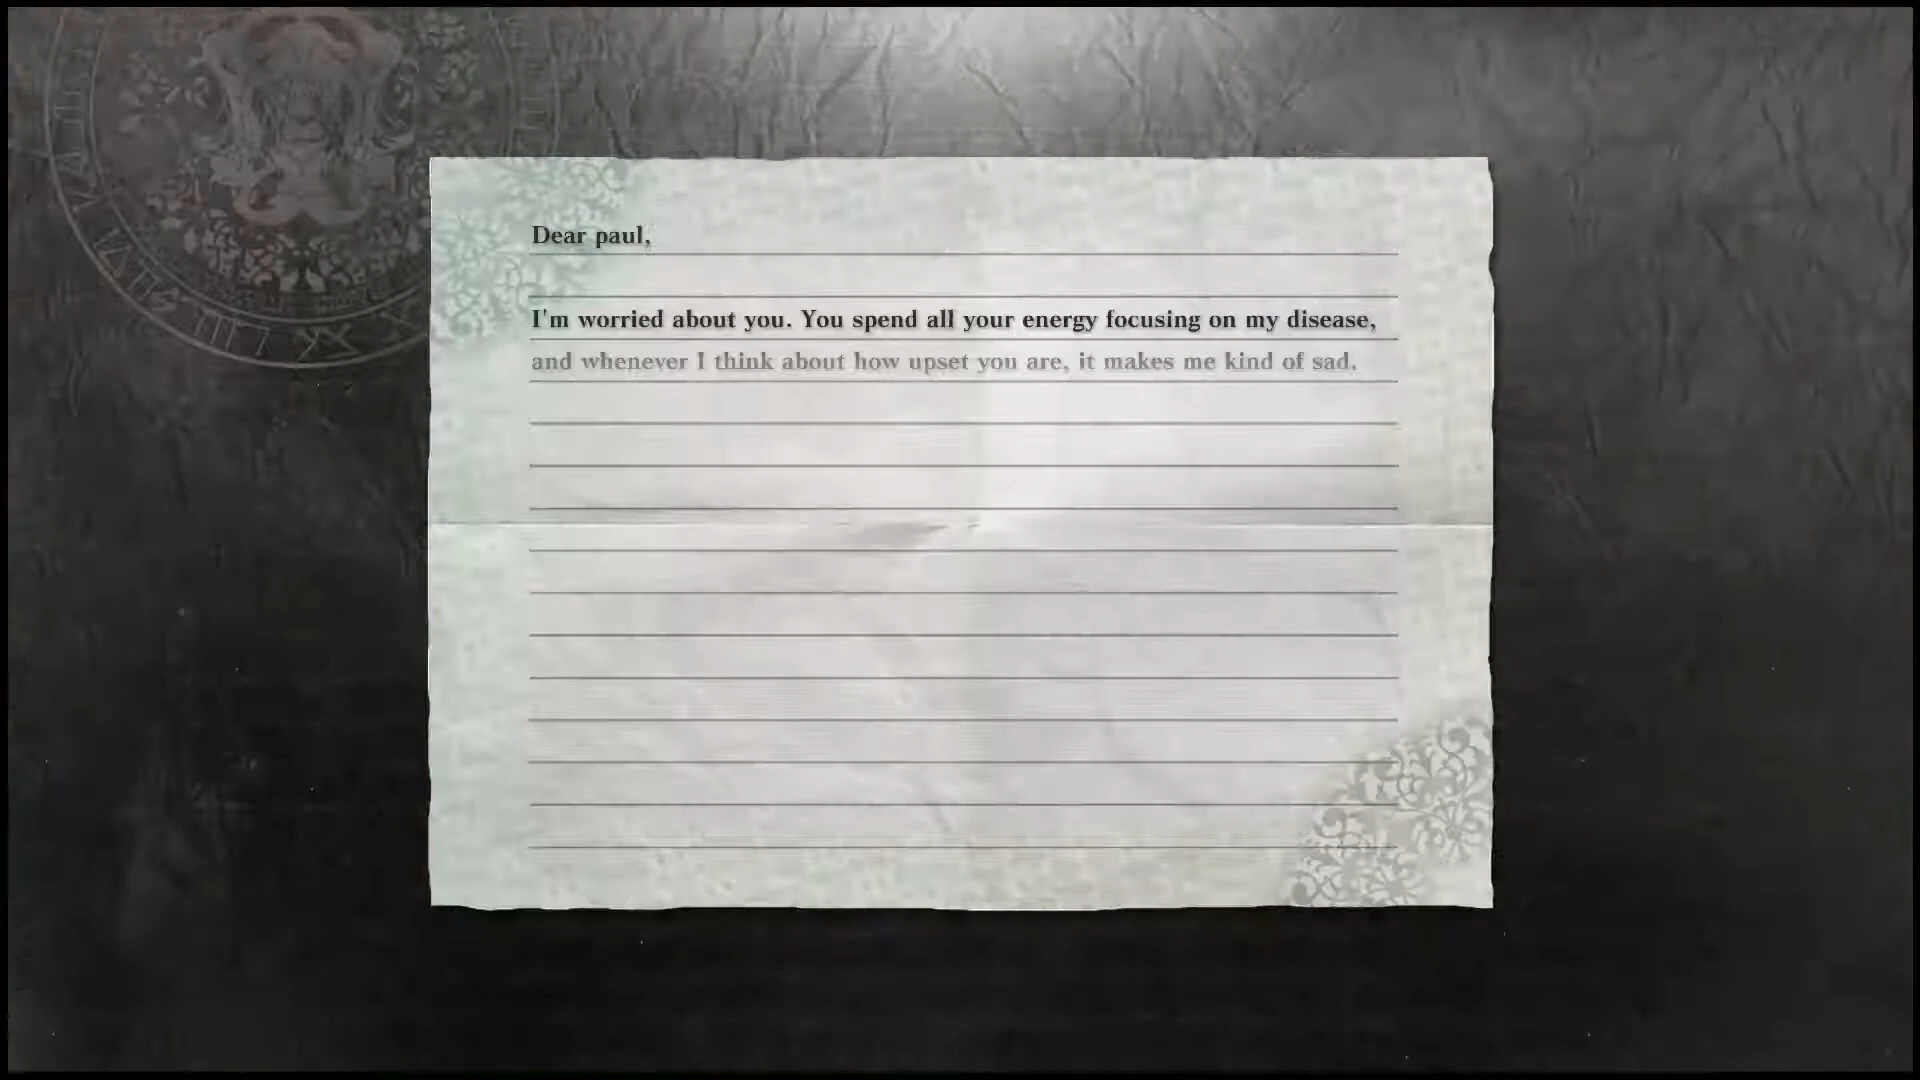 Dear paul,
I'm worried about you. You spend all your energy focusing on my disease,
and whenever I think about how upset you are, it makes me kind of sad.